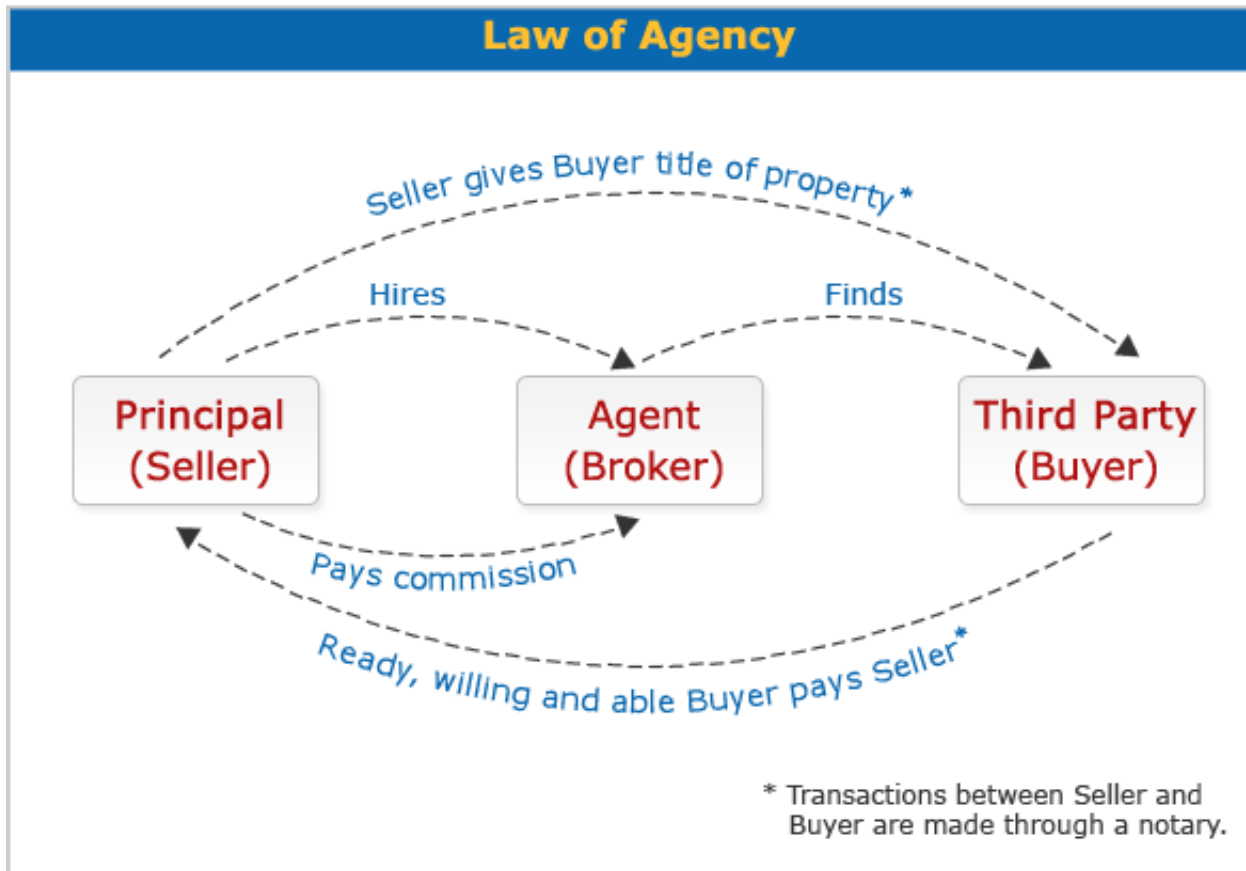 Law of Agency
Seller gives Buyer title of property*
Hires
Finds
Principal
(Seller)
Agent
(Broker)
Third Party
(Buyer)
Pays commission
Ready, willing and able Buyer pays Seller*
* Transactions between Seller and
Buyer are made through a notary.